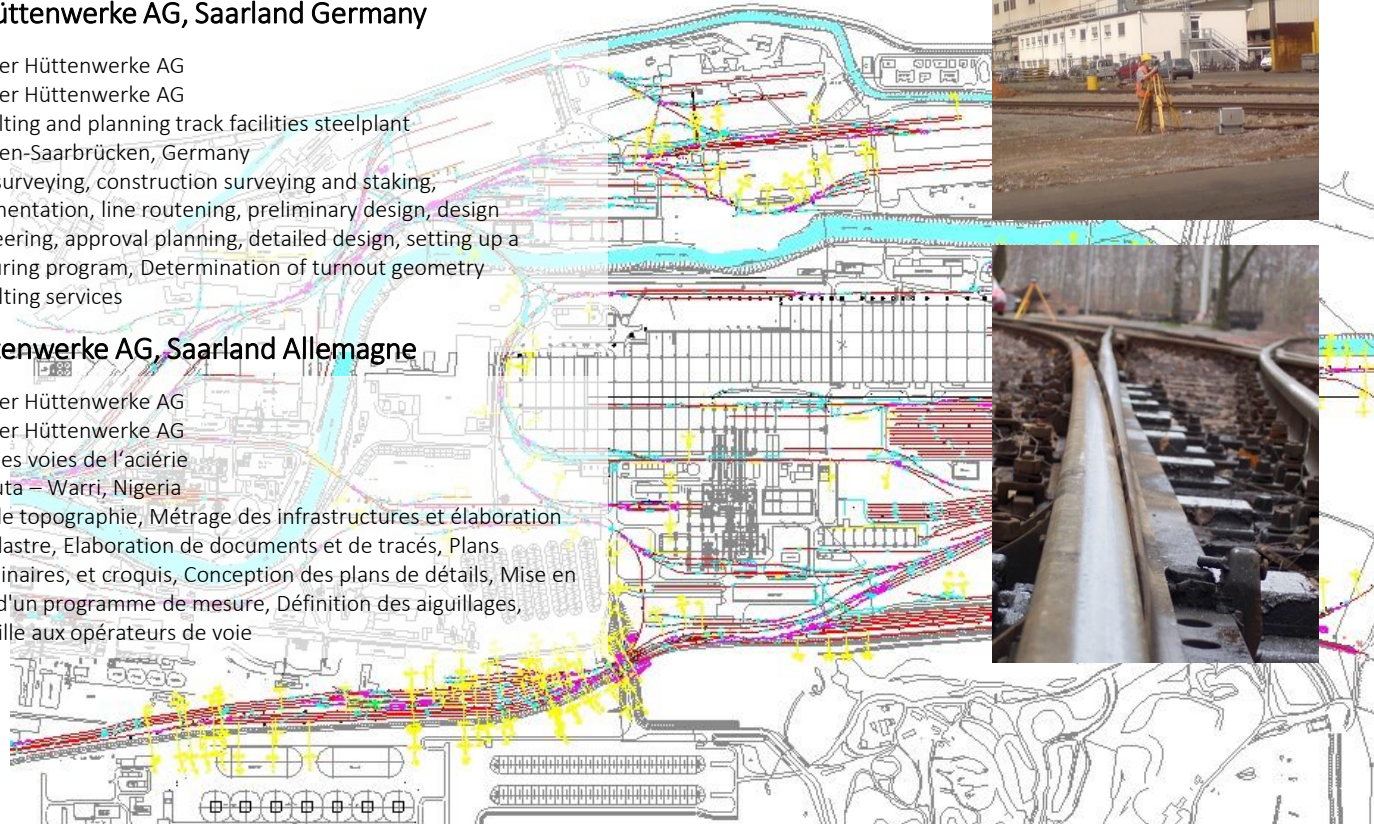 üttenwerke AG, Saarland Germany
er Hüttenwerke AG
er Hüttenwerke AG
lting and planning track facilities steelplant
en-Saarbrücken, Germany
surveying, construction surveying and staking,
mentation, line routening, preliminary design, design
eering, approval planning, detailed design, setting up a
uring program, Determination of turnout geometry
lting services
tenwerke AG, Saarland Allemagne
er Hüttenwerke AG
er Hüttenwerke AG
es voies de l‘aciérie
uta – Warri, Nigeria
de topographie, Métrage des infrastructures et élaboration
dastre, Elaboration de documents et de tracés, Plans
inaires, et croquis, Conception des plans de détails, Mise en
d'un programme de mesure, Définition des aiguillages,
ille aux opérateurs de voie